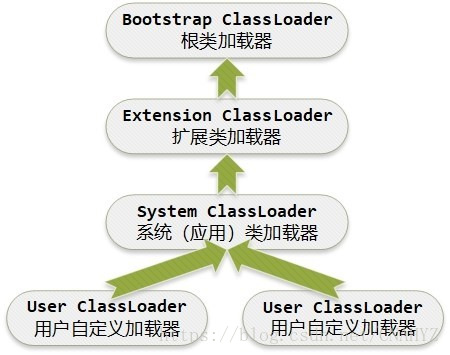 Bootstrap ClassLoader
根类加载器
Extension ClassLoader
扩展类加载器
System ClassLoader
系统（应用）类加载器
User ClassLoader
用户自定义加载器
User ClassLoader
用户自定义加载器
https://blog.csdn.net/